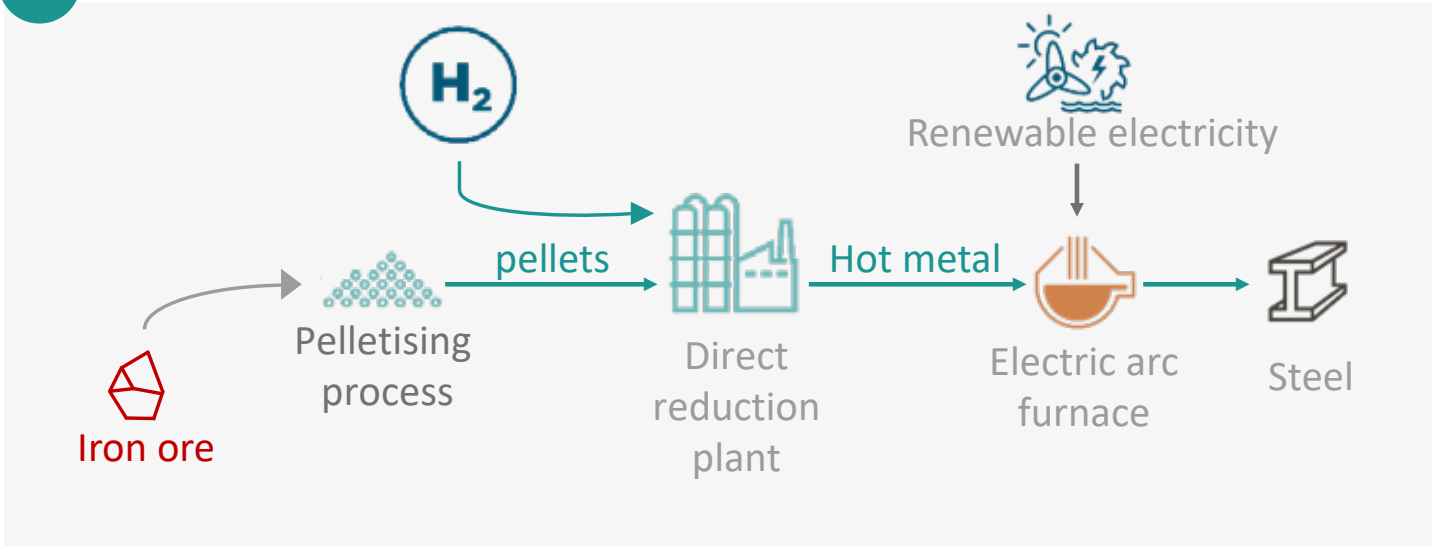 H₂
Renewable electricity
pellets
Hot metal
Pelletising
process
Direct
reduction
plant
Electric arc
furnace
Steel
Iron ore